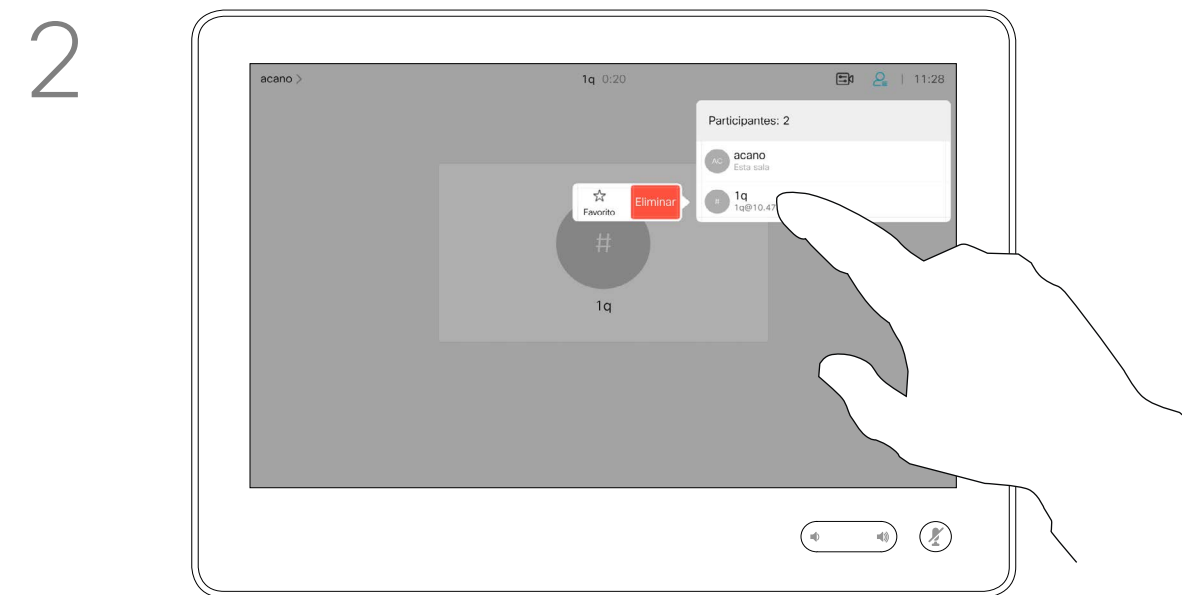 2
acano >
1q 0:20
11:28
Participantes: 2
AC
acano
Esta sala
Favorito
Eliminar
#
1q
1q@10.47
#
1q